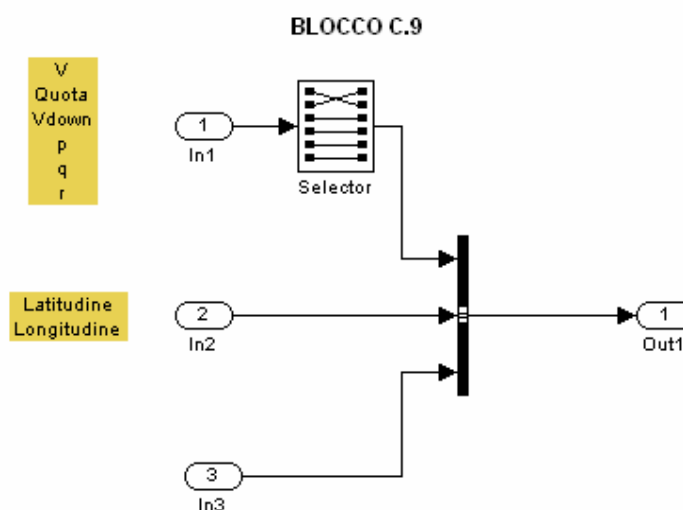 BLOCCO C.9
V
Quota
Vdown
p
q
r
1
In1
Selector
Latitudine
Longitudine
2
In2
1
Out1
3
In3